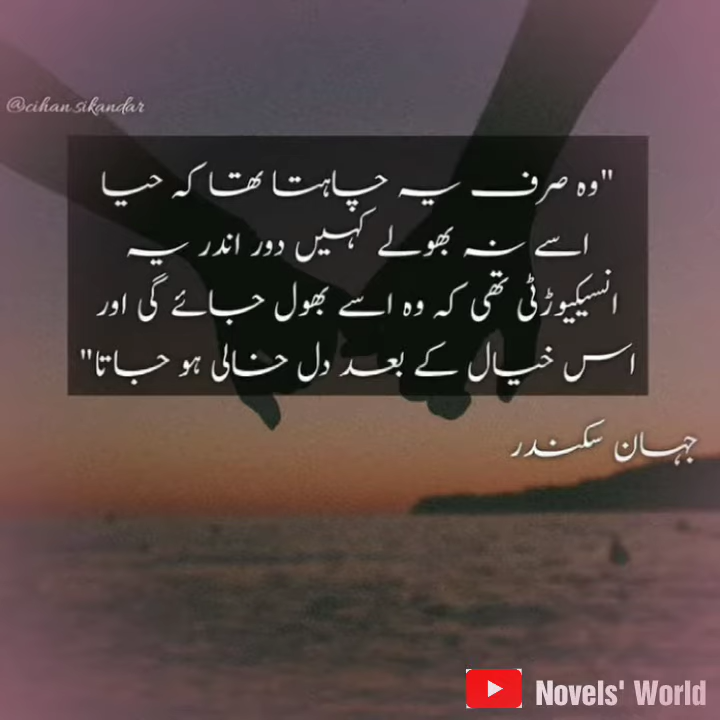 @cihan.sikandar
"وہ صرف یہ چاہتا تھا کہ حیا
اسے نہ بھولے کہیں دور اندر یہ
انسیکیوڑٹی تھی کہ وہ اسے بھول جائے گی اور
اس خیال کے بعد دل خالی ہو جاتا"
جہان سکندر
Novels' World